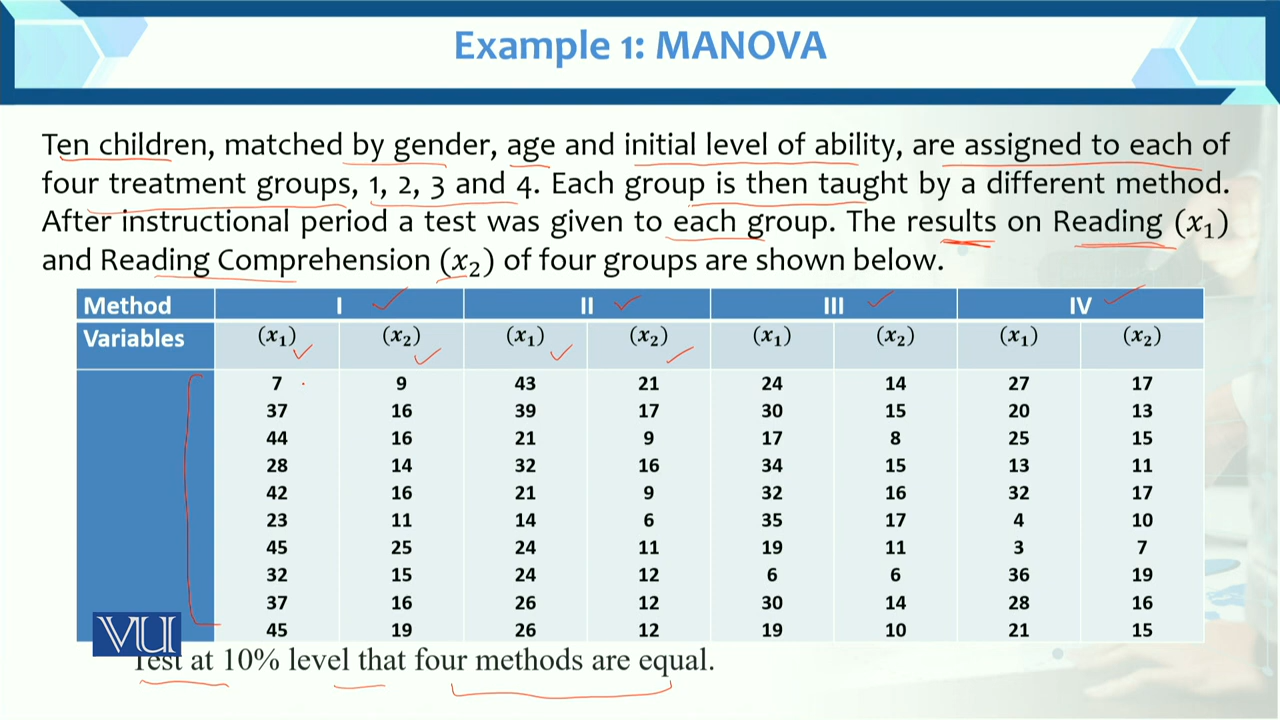 Example 1: MANOVA
Ten children, matched by gender, age and initial level of ability, are assigned to each of
four treatment groups, 1, 2, 3 and 4. Each group is then taught by a different method.
After instructional period a test was given to each group. The results on Reading (x₁)
and Reading Comprehension (x₂) of four groups are shown below.
Method I II III IV
Variables (x₁) (x₂) (x₁) (x₂) (x₁) (x₂) (x₁) (x₂)
7 9 43 21 24 14 27 17
37 16 39 17 30 15 20 13
44 16 21 9 17 8 25 15
28 14 32 16 34 15 13 11
42 16 21 9 32 16 32 17
23 11 14 6 35 17 4 10
45 25 24 11 19 11 3 7
32 15 24 12 6 6 36 19
37 16 26 12 30 14 28 16
45 19 26 12 19 10 21 15
VU
Test at 10% level that four methods are equal.